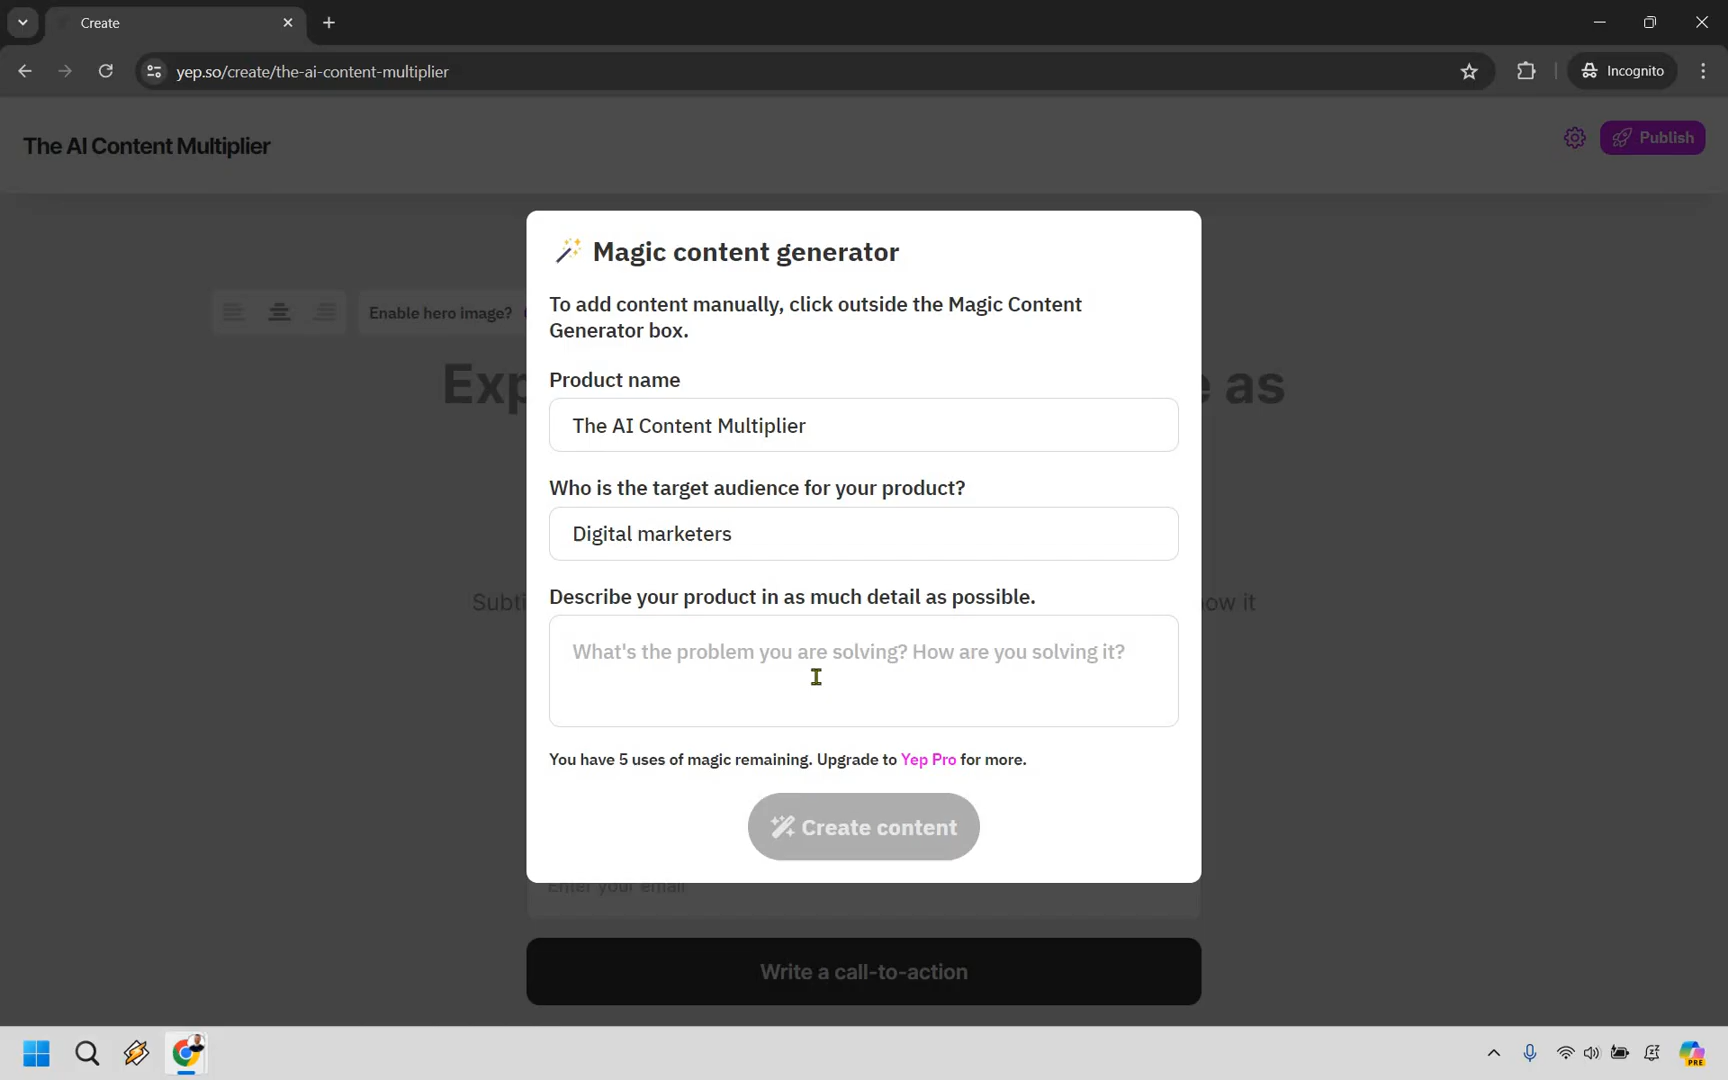 Create
yep.so/create/the-ai-content-multiplier
Incognito
The AI Content Multiplier
Publish
Magic content generator
To add content manually, click outside the Magic Content
Generator box.
Enable hero image?
Product name
The AI Content Multiplier
Exp
as
Who is the target audience for your product?
Digital marketers
Describe your product in as much detail as possible.
Subti
ow it
What's the problem you are solving? How are you solving it?
You have 5 uses of magic remaining. Upgrade to Yep Pro for more.
Create content
Enter your email
Write a call-to-action
PRE